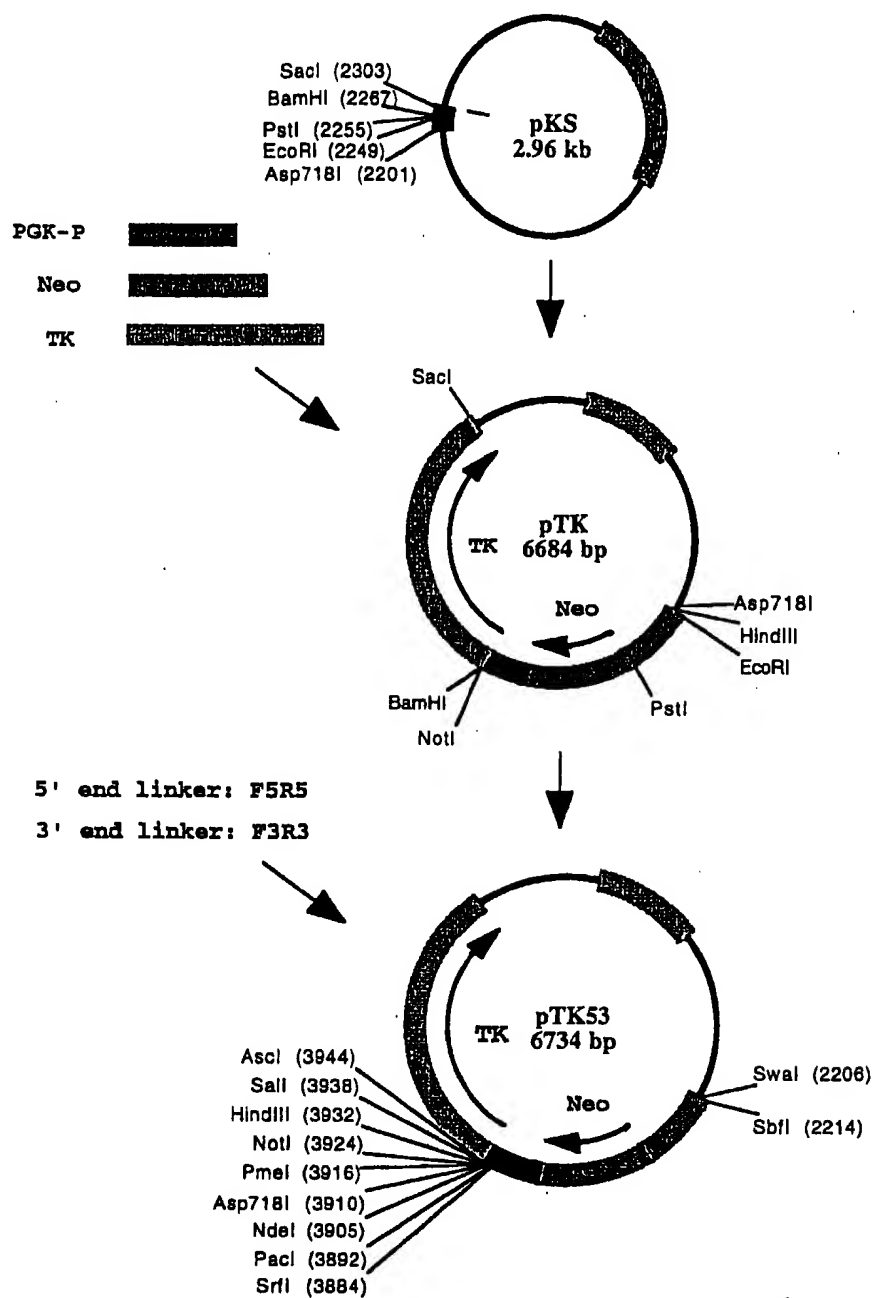 SacI (2303)
BamHI (2267)
PstI (2255)
EcoRI (2249)
Asp718I (2201)
pKS
2.96 kb
PGK-P
Neo
TK
SacI
pTK
6684 bp
TK
Neo
Asp718I
HindIII
EcoRI
PstI
BamHI
NotI
5' end linker: F5R5
3' end linker: F3R3
pTK53
6734 bp
TK
Neo
SwaI (2206)
SbfI (2214)
AscI (3944)
SalI (3938)
HindIII (3932)
NotI (3924)
PmeI (3916)
Asp718I (3910)
NdeI (3905)
PacI (3892)
SrfI (3884)